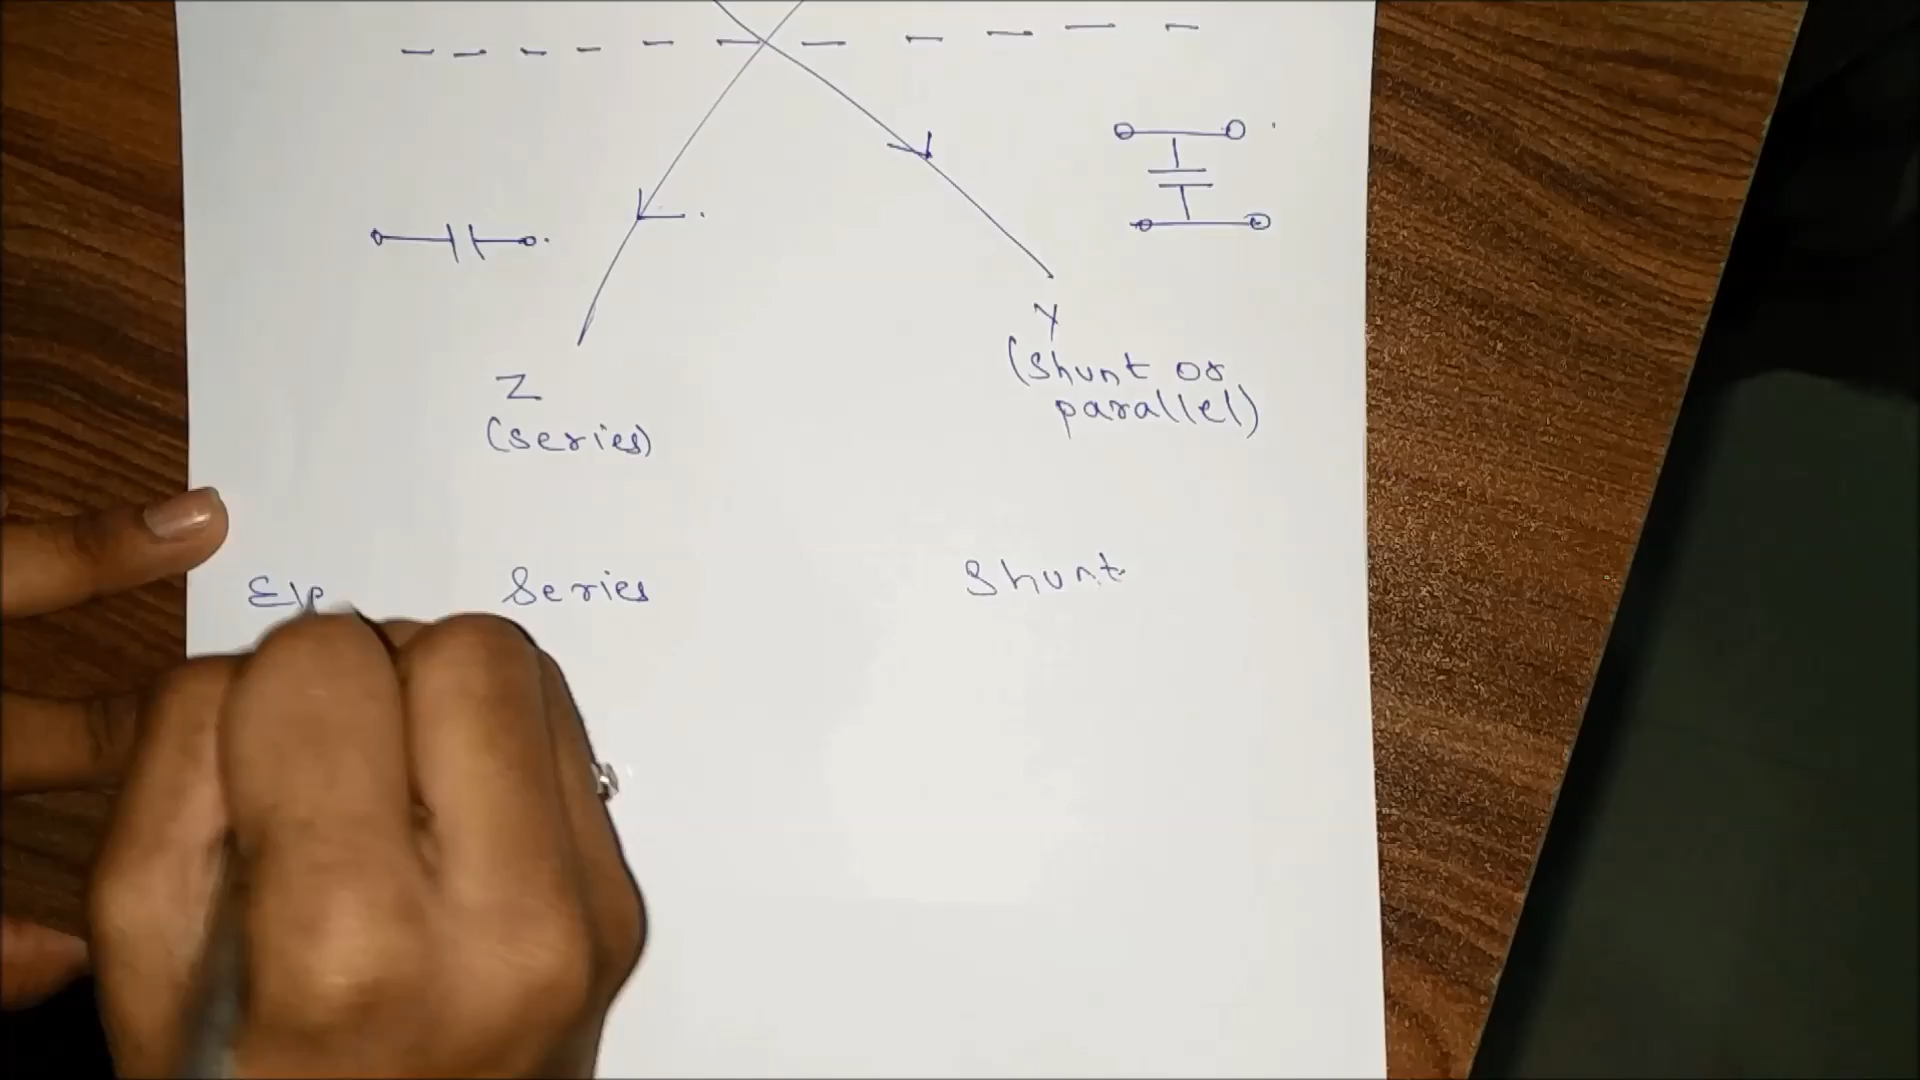 Z
(series)
Y
(shunt or
parallel)
Series
Shunt